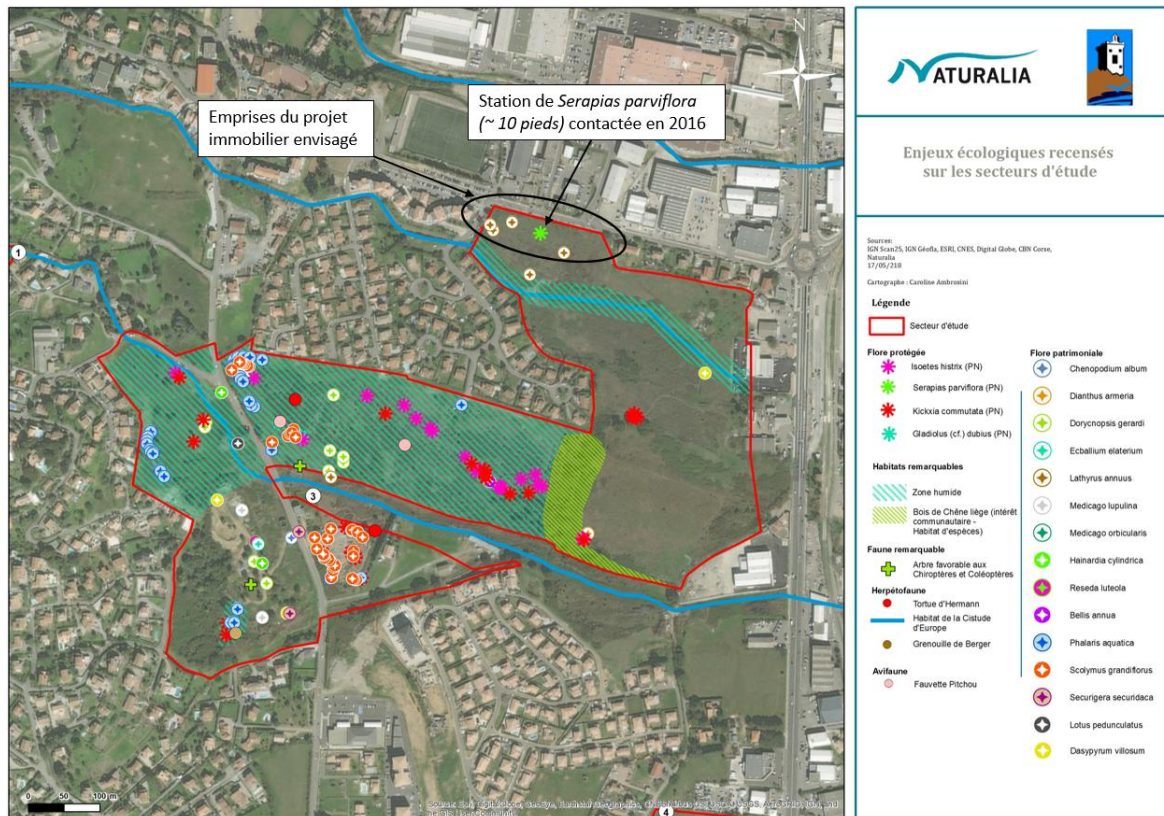 Emprises du projet
immobilier envisagé
Station de Serapias parviflora
(~ 10 pieds) contactée en 2016
N
1
3
4
0 50 100 m
NATURALIA
Enjeux écologiques recensés
sur les secteurs d'étude
Sources:
IGN Scan25, IGN Géofla, ESRI, CNES, Digital Globe, CBN Corse,
Naturalia
17/05/218
Cartographe : Caroline Ambrosini
Légende
Secteur d'étude
Flore protégée
Isoetes histrix (PN)
Serapias parviflora (PN)
Kickxia commutata (PN)
Gladiolus (cf.) dubius (PN)
Habitats remarquables
Zone humide
Bois de Chêne liège (intérêt
communautaire -
Habitat d'espèces)
Faune remarquable
Arbre favorable aux
Chiroptères et Coléoptères
Herpétofaune
Tortue d'Hermann
Habitat de la Cistude
d'Europe
Grenouille de Berger
Avifaune
Fauvette Pitchou
Flore patrimoniale
Chenopodium album
Dianthus armeria
Dorycnopsis gerardi
Ecballium elaterium
Lathyrus annuus
Medicago lupulina
Medicago orbicularis
Hainardia cylindrica
Reseda luteola
Bellis annua
Phalaris aquatica
Scolymus grandiflorus
Securigera securidaca
Lotus pedunculatus
Dasypyrum villosum